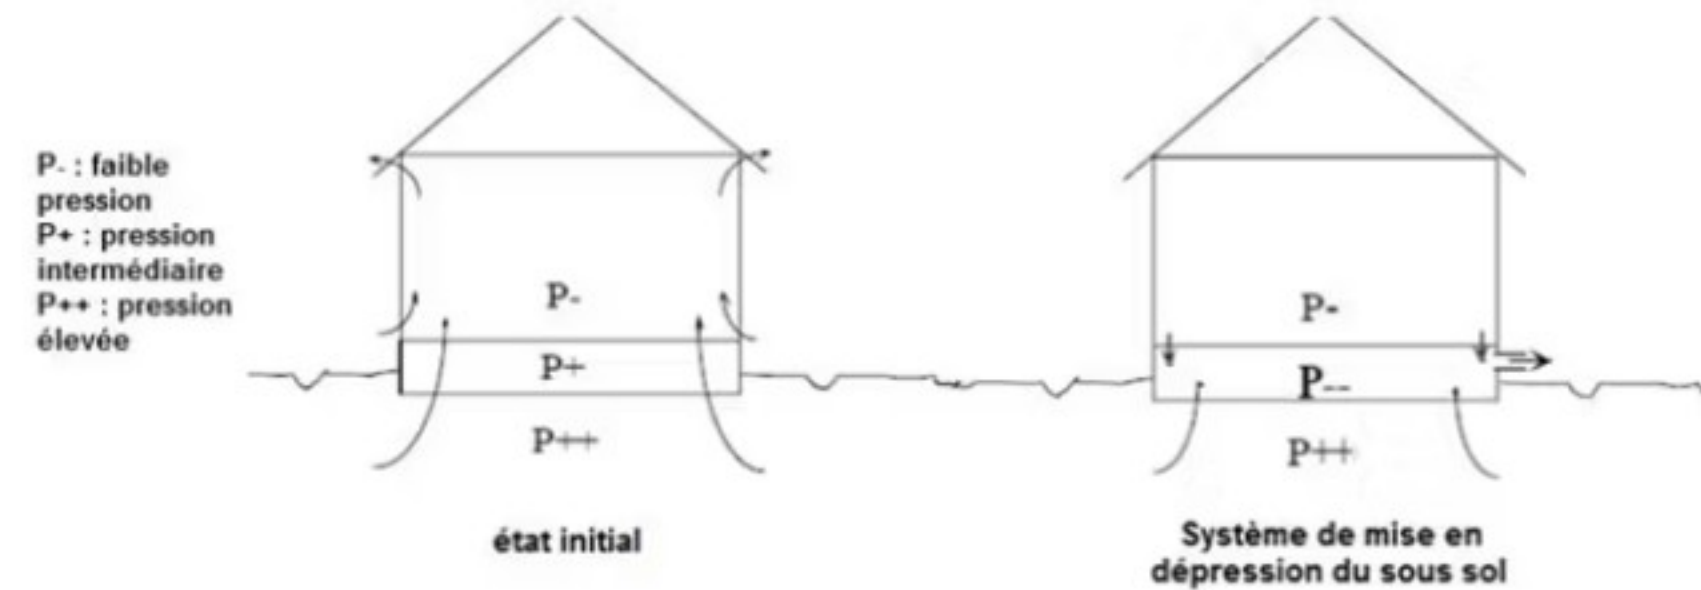 P- : faible
pression
P+ : pression
intermédiaire
P++ : pression
élevée
P-
P+
P++
état initial
P-
P--
P++
Système de mise en
dépression du sous sol